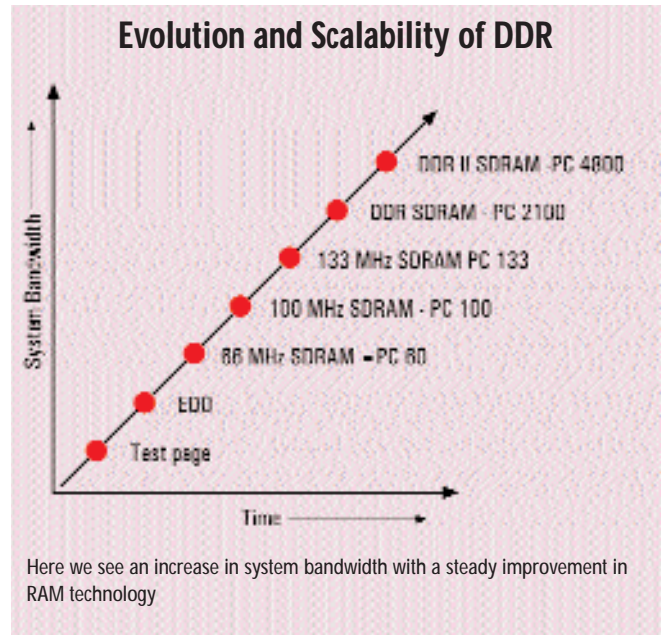 Evolution and Scalability of DDR
System Bandwidth
DDR II SDRAM -PC 4800
DDR SDRAM - PC 2100
133 MHz SDRAM PC 133
100 MHz SDRAM - PC 100
66 MHz SDRAM -PC 60
EDO
Test page
Time
Here we see an increase in system bandwidth with a steady improvement in
RAM technology